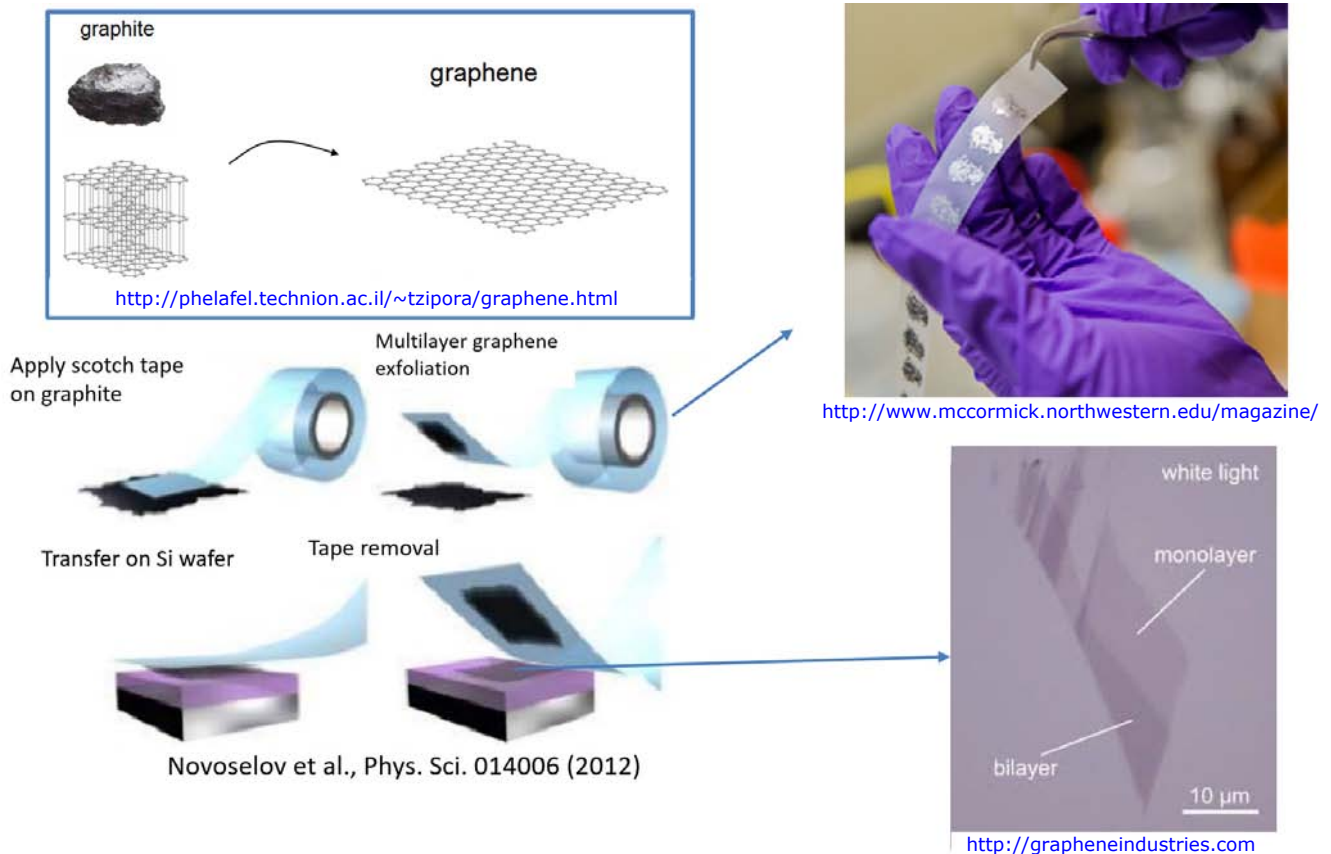 graphite
graphene
http://phelafel.technion.ac.il/~tzipora/graphene.html
http://www.mccormick.northwestern.edu/magazine/
Apply scotch tape
on graphite
Multilayer graphene
exfoliation
Transfer on Si wafer
Tape removal
Novoselov et al., Phys. Sci. 014006 (2012)
white light
monolayer
bilayer
10 µm
http://grapheneindustries.com